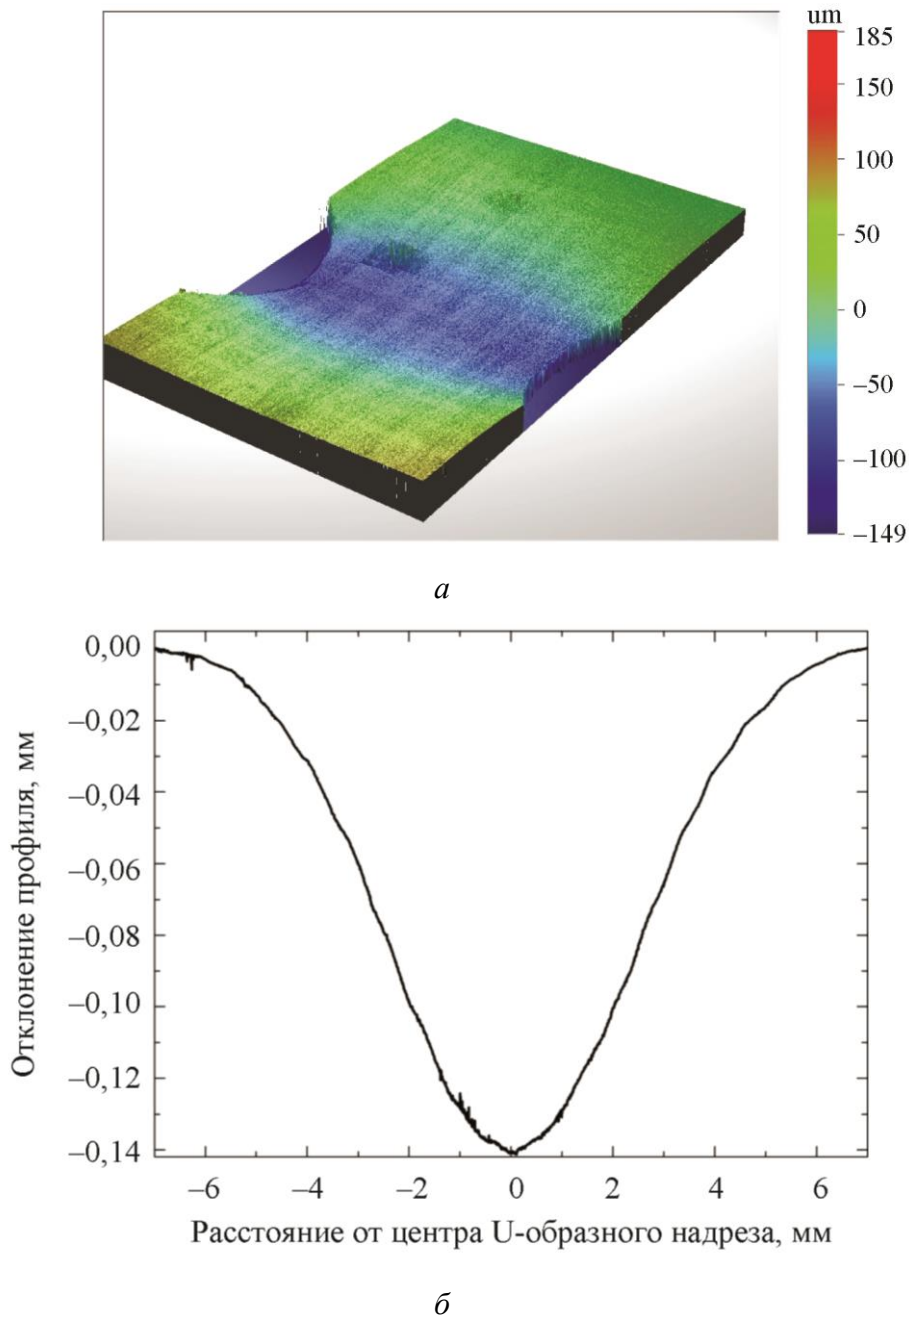 um
185
150
100
50
0
–50
–100
–149
а
0,00
–0,02
–0,04
–0,06
–0,08
–0,10
–0,12
–0,14
Отклонение профиля, мм
–6 –4 –2 0 2 4 6
Расстояние от центра U-образного надреза, мм
б